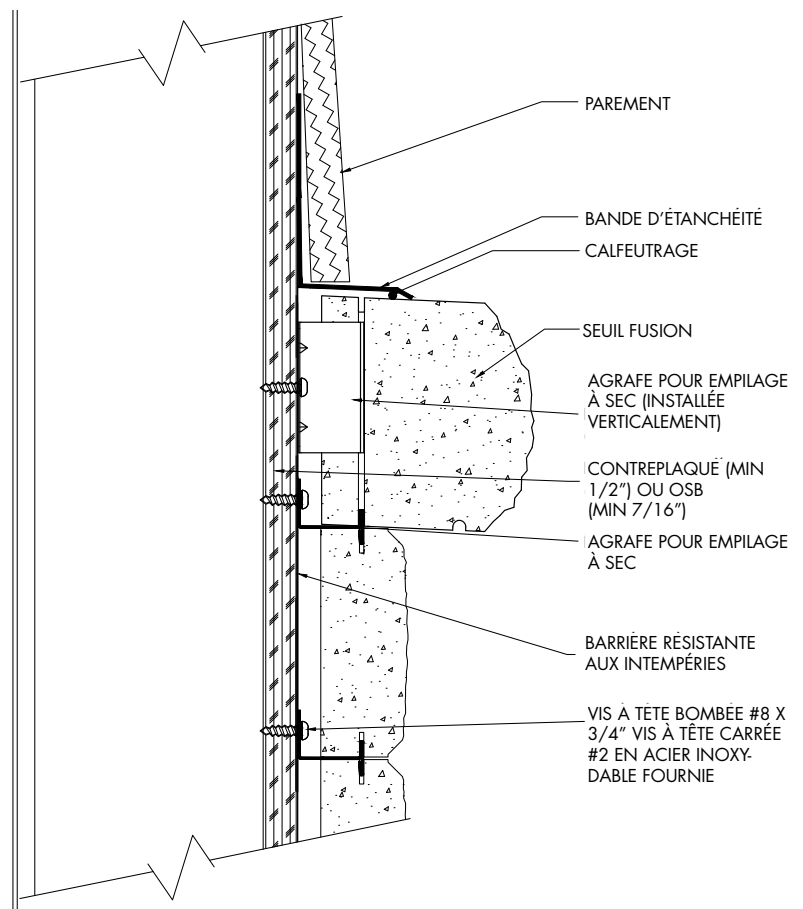 PAREMENT
BANDE D'ÉTANCHÉITÉ
CALFEUTRAGE
SEUIL FUSION
AGRAFE POUR EMPILAGE
À SEC (INSTALLÉE
VERTICALEMENT)
CONTREPLAQUÉ (MIN
1/2") OU OSB
(MIN 7/16")
AGRAFE POUR EMPILAGE
À SEC
BARRIÈRE RÉSISTANTE
AUX INTEMPÉRIES
VIS À TÊTE BOMBÉE #8 X
3/4" VIS À TÊTE CARRÉE
#2 EN ACIER INOXY-
DABLE FOURNIE